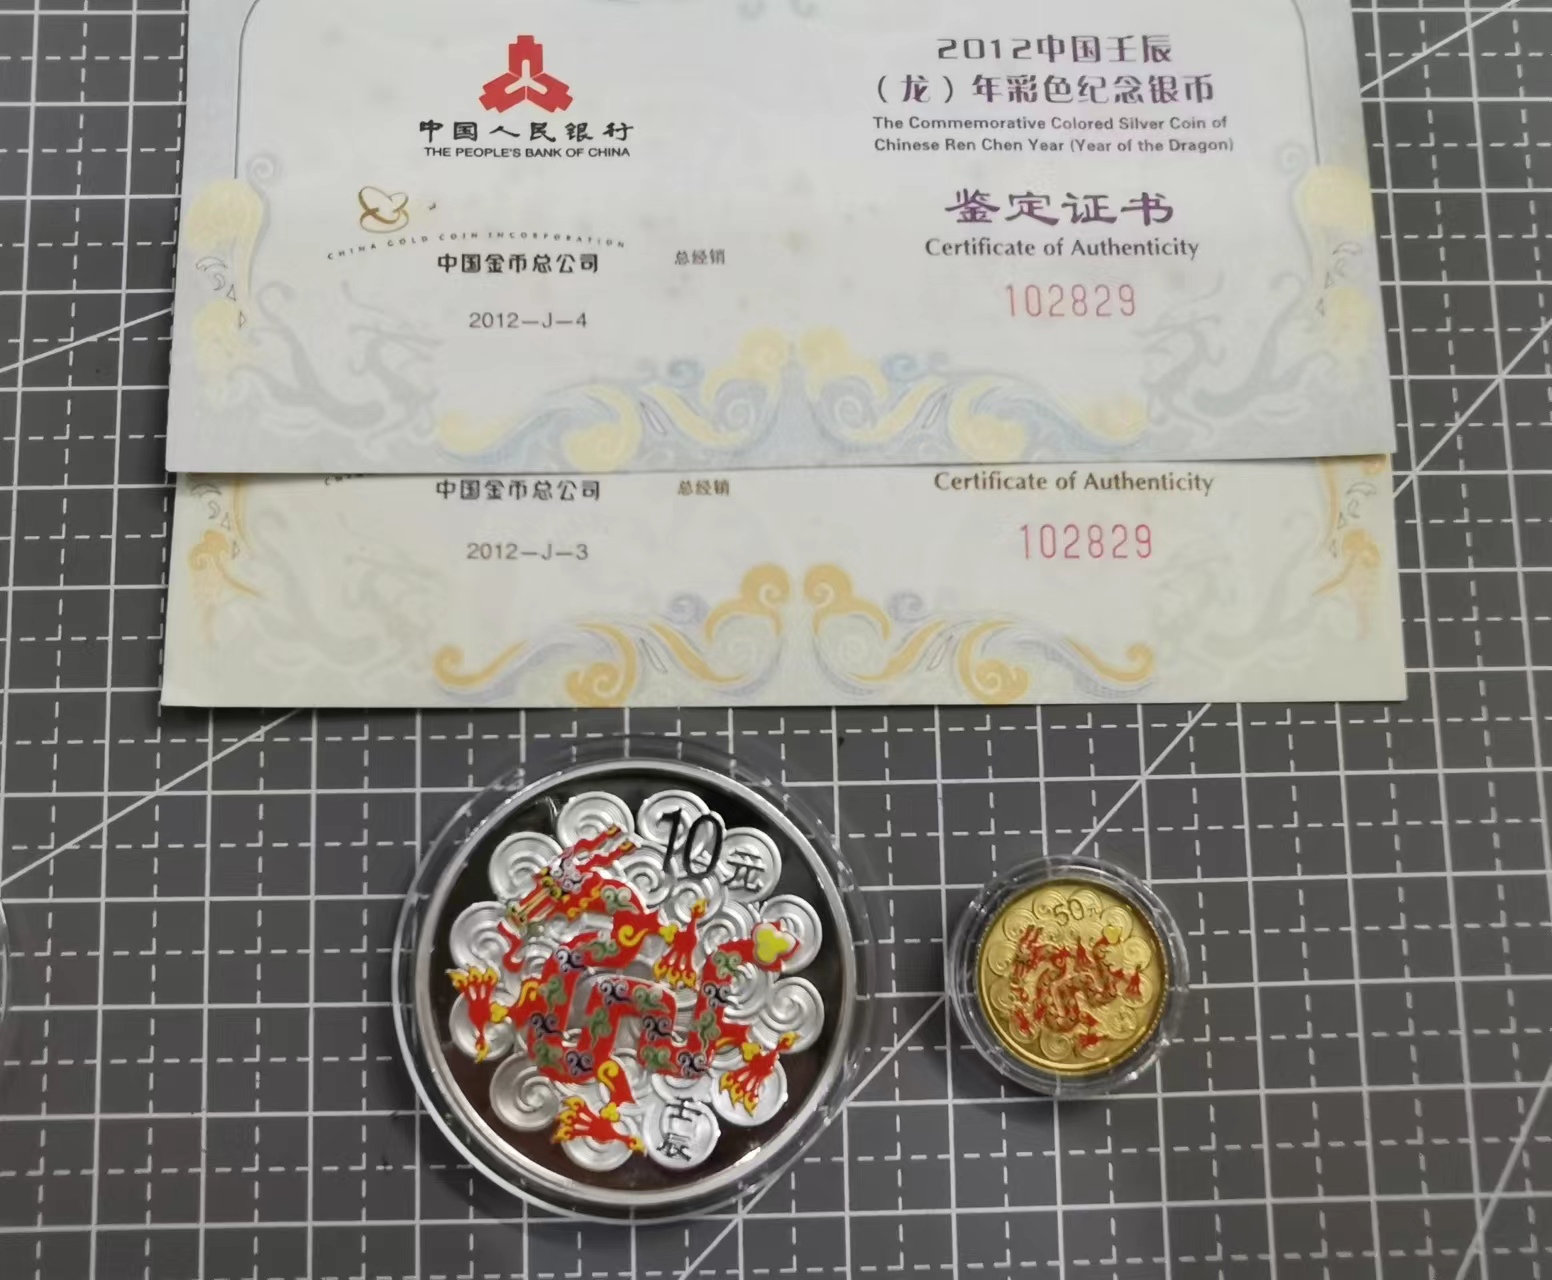 中国人民银行
THE PEOPLE'S BANK OF CHINA
CHINA GOLD COIN INCORPORATION
中国金币总公司
总经销
2012—J—4
2012中国壬辰
（龙）年彩色纪念银币
The Commemorative Colored Silver Coin of
Chinese Ren Chen Year (Year of the Dragon)
鉴定证书
Certificate of Authenticity
102829
中国金币总公司
总经销
2012—J—3
Certificate of Authenticity
102829
10元
壬辰
50元